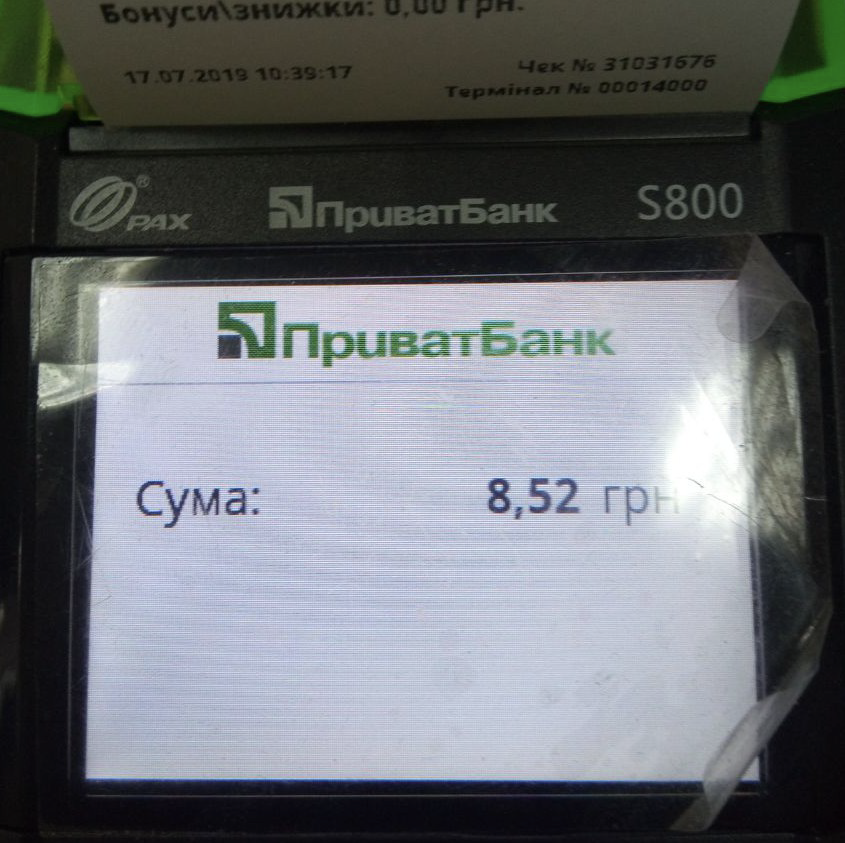 Бонуси\знижки: 0,00 грн.
17.07.2019 10:39:17
Чек № 31031676
Термінал № 00014000
PAX ® ПриватБанк S800
ПриватБанк
Сума: 8,52 грн